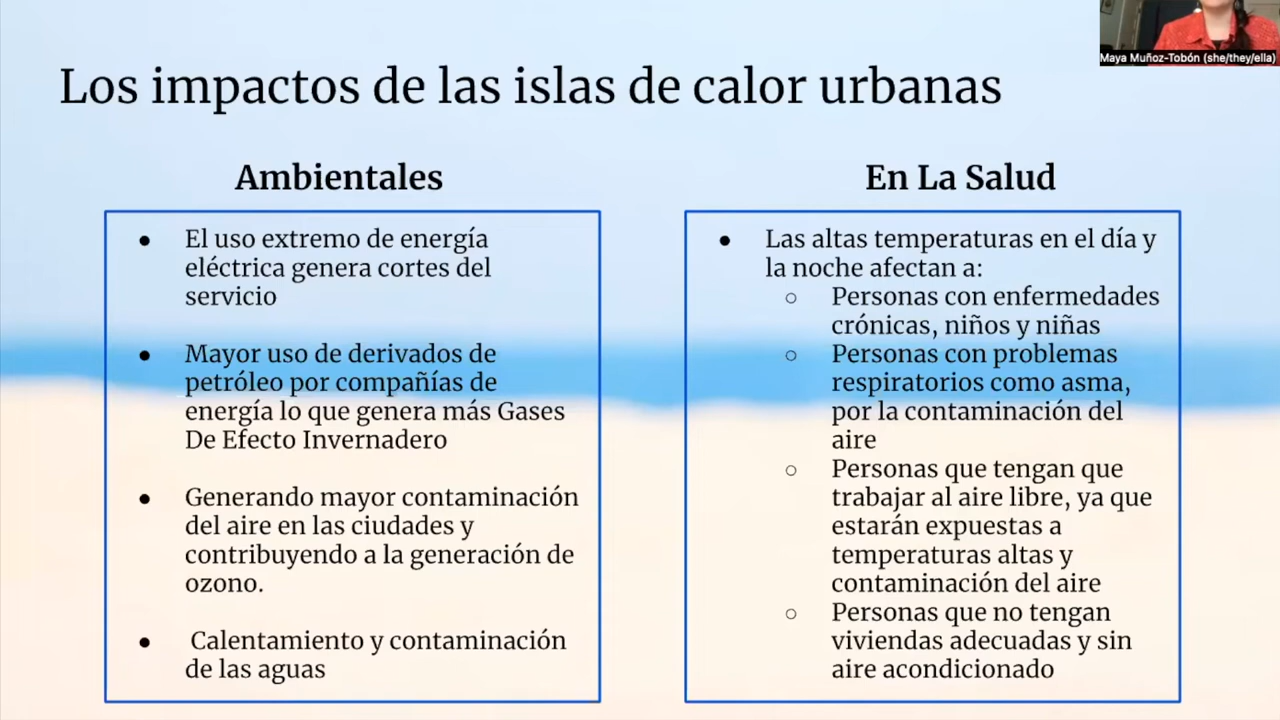 Maya Muñoz-Tobón (she/they/ella)
Los impactos de las islas de calor urbanas
Ambientales
● El uso extremo de energía
eléctrica genera cortes del
servicio
● Mayor uso de derivados de
petróleo por compañías de
energía lo que genera más Gases
De Efecto Invernadero
● Generando mayor contaminación
del aire en las ciudades y
contribuyendo a la generación de
ozono.
● Calentamiento y contaminación
de las aguas
En La Salud
● Las altas temperaturas en el día y
la noche afectan a:
○ Personas con enfermedades
crónicas, niños y niñas
○ Personas con problemas
respiratorios como asma,
por la contaminación del
aire
○ Personas que tengan que
trabajar al aire libre, ya que
estarán expuestas a
temperaturas altas y
contaminación del aire
○ Personas que no tengan
viviendas adecuadas y sin
aire acondicionado